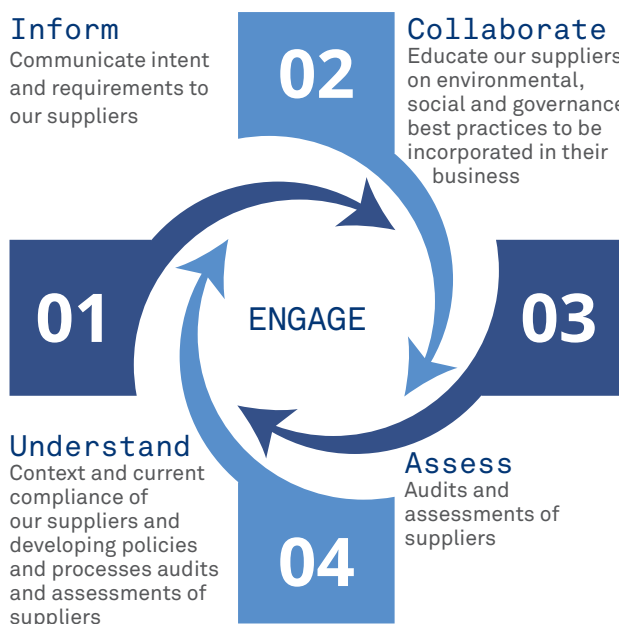 Inform
Communicate intent
and requirements to
our suppliers
02
Collaborate
Educate our suppliers
on environmental,
social and governance
best practices to be
incorporated in their
business
01
ENGAGE
03
Understand
Context and current
compliance of
our suppliers and
developing policies
and processes audits
and assessments of
suppliers
04
Assess
Audits and
assessments of
suppliers